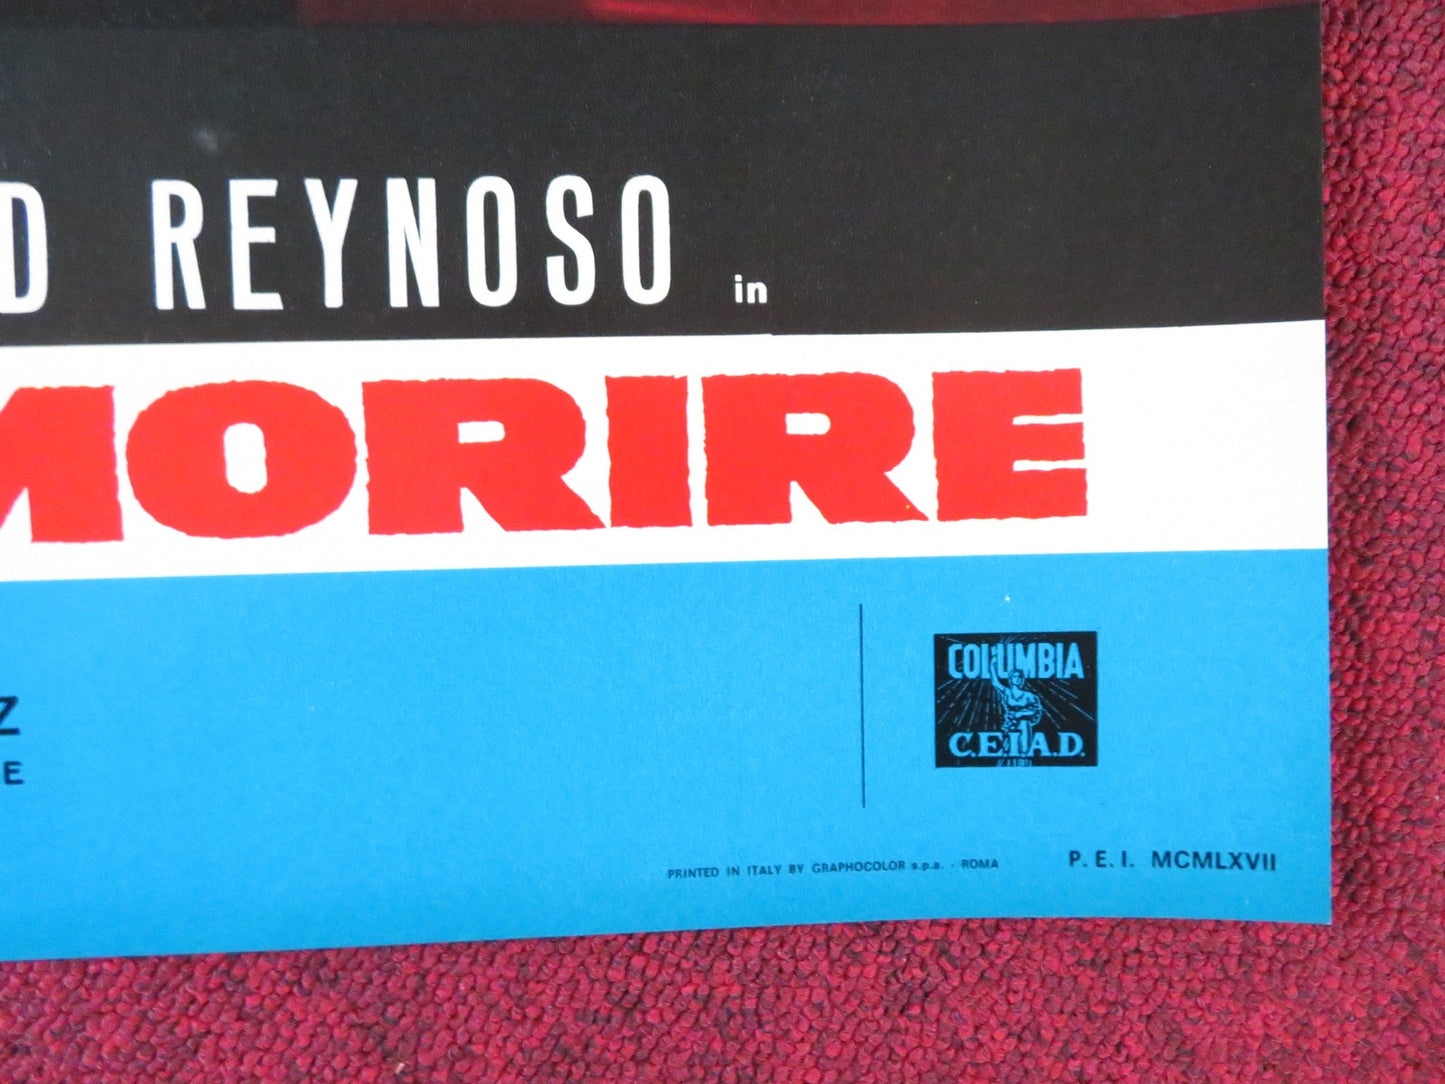 D REYNOSO in
MORIRE
Z
E
COLUMBIA
C.E.I.A.D.
PRINTED IN ITALY BY GRAPHOCOLOR s.p.a. - ROMA
P. E. I. MCMLXVII